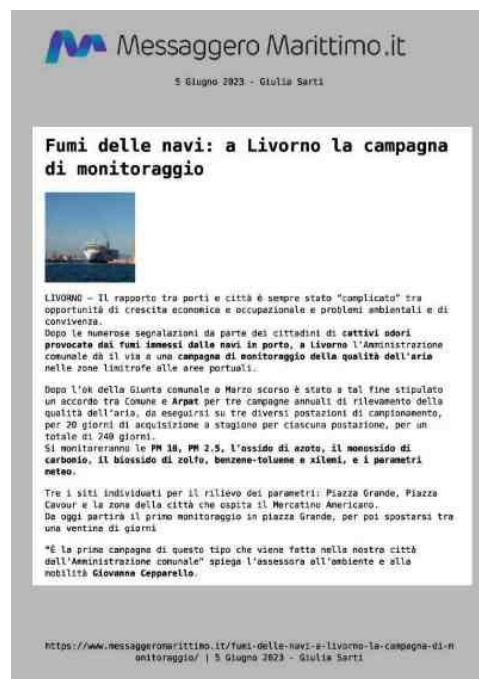 Messaggero Marittimo.it
5 Giugno 2023 - Giulia Sarti
Fumi delle navi: a Livorno la campagna
di monitoraggio
LIVORNO – Il rapporto tra porti e città è sempre stato "complicato" tra
opportunità di crescita economica e occupazionale e problemi ambientali e di
convivenza.
Dopo le numerose segnalazioni da parte dei cittadini di cattivi odori
provocate dai fumi immessi dalle navi in porto, a Livorno l'Amministrazione
comunale dà il via a una campagna di monitoraggio della qualità dell'aria
nelle zone limitrofe alle aree portuali.
Dopo l'ok della Giunta comunale a Marzo scorso è stato a tal fine stipulato
un accordo tra Comune e Arpat per tre campagne annuali di rilevamento della
qualità dell'aria, da eseguirsi su tre diversi postazioni di campionamento,
per 20 giorni di acquisizione a stagione per ciascuna postazione, per un
totale di 240 giorni.
Si monitoreranno le PM 10, PM 2.5, l'ossido di azoto, il monossido di
carbonio, il biossido di zolfo, benzene-toluene e xilemi, e i parametri
meteo.
Tre i siti individuati per il rilievo dei parametri: Piazza Grande, Piazza
Cavour e la zona della città che ospita il Mercatino Americano.
Da oggi partirà il primo monitoraggio in piazza Grande, per poi spostarsi tra
una ventina di giorni
"È la prima campagna di questo tipo che viene fatta nella nostra città
dall'Amministrazione comunale" spiega l'assessora all'ambiente e alla
mobilità Giovanna Cepparello.
https://www.messaggeromarittimo.it/fumi-delle-navi-a-livorno-la-campagna-di-m
onitoraggio/ | 5 Giugno 2023 - Giulia Sarti